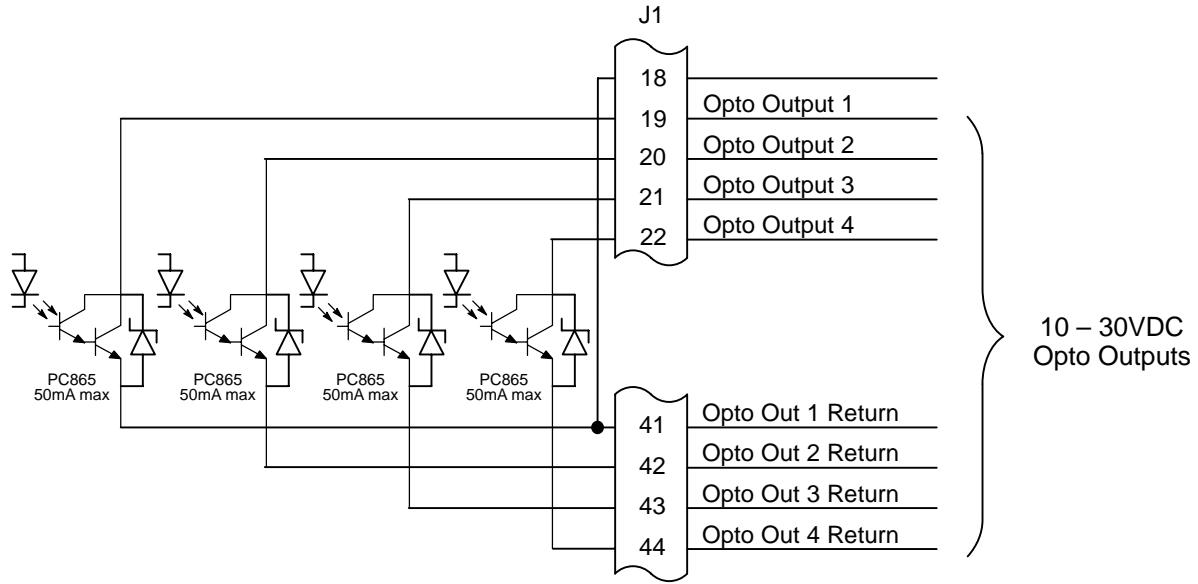 J1
18
Opto Output 1
19
Opto Output 2
20
Opto Output 3
21
Opto Output 4
22
PC865
50mA max
PC865
50mA max
PC865
50mA max
PC865
50mA max
10 – 30VDC
Opto Outputs
41
Opto Out 1 Return
42
Opto Out 2 Return
43
Opto Out 3 Return
44
Opto Out 4 Return